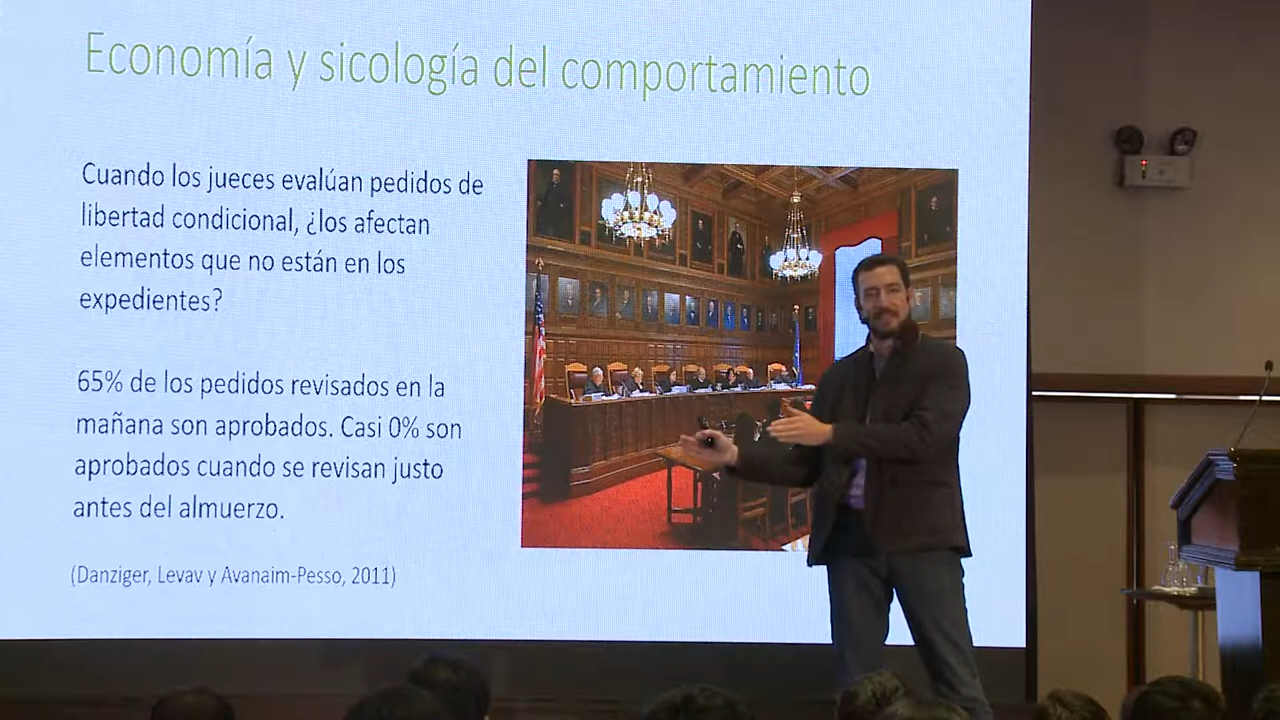 Economía y sicología del comportamiento
Cuando los jueces evalúan pedidos de
libertad condicional, ¿los afectan
elementos que no están en los
expedientes?
65% de los pedidos revisados en la
mañana son aprobados. Casi 0% son
aprobados cuando se revisan justo
antes del almuerzo.
(Danziger, Levav y Avanaim-Pesso, 2011)